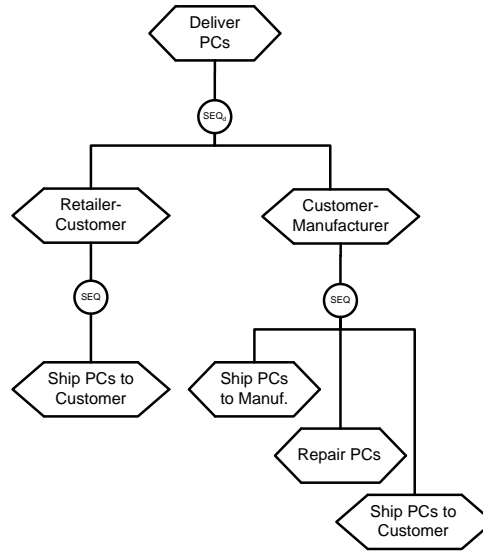 Deliver
PCs
SEQd
Retailer-
Customer
Customer-
Manufacturer
SEQ
SEQ
Ship PCs to
Customer
Ship PCs
to Manuf.
Repair PCs
Ship PCs to
Customer